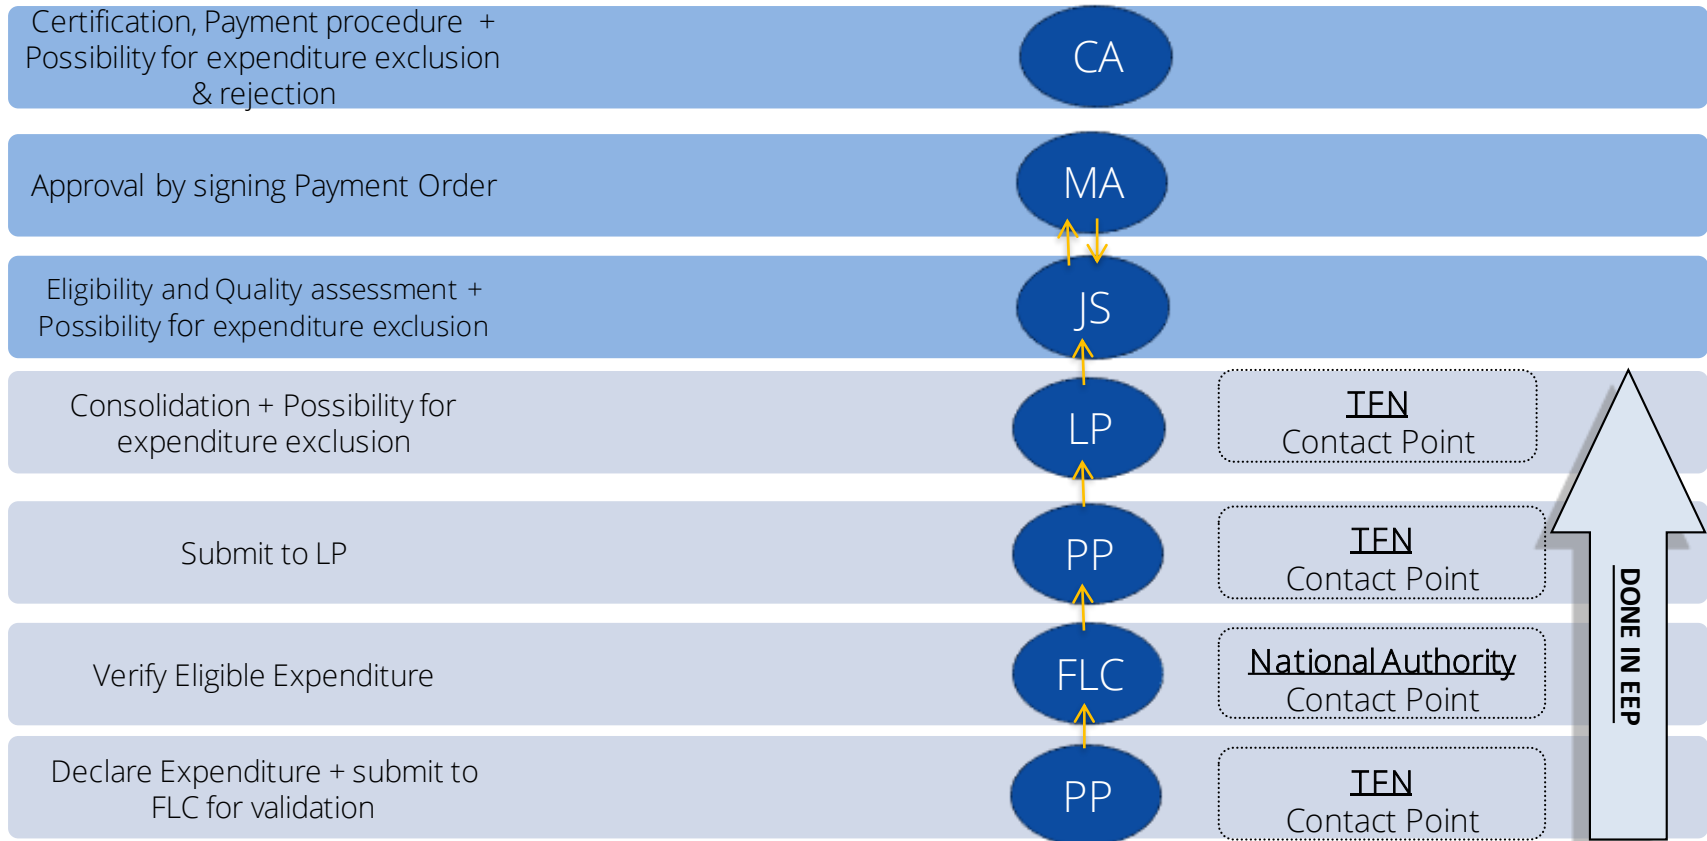 Certification, Payment procedure +
Possibility for expenditure exclusion
& rejection
CA
Approval by signing Payment Order
MA
Eligibility and Quality assessment +
Possibility for expenditure exclusion
JS
Consolidation + Possibility for
expenditure exclusion
LP
TFN
Contact Point
Submit to LP
PP
TFN
Contact Point
Verify Eligible Expenditure
FLC
National Authority
Contact Point
Declare Expenditure + submit to
FLC for validation
PP
TFN
Contact Point
DONE IN EEP